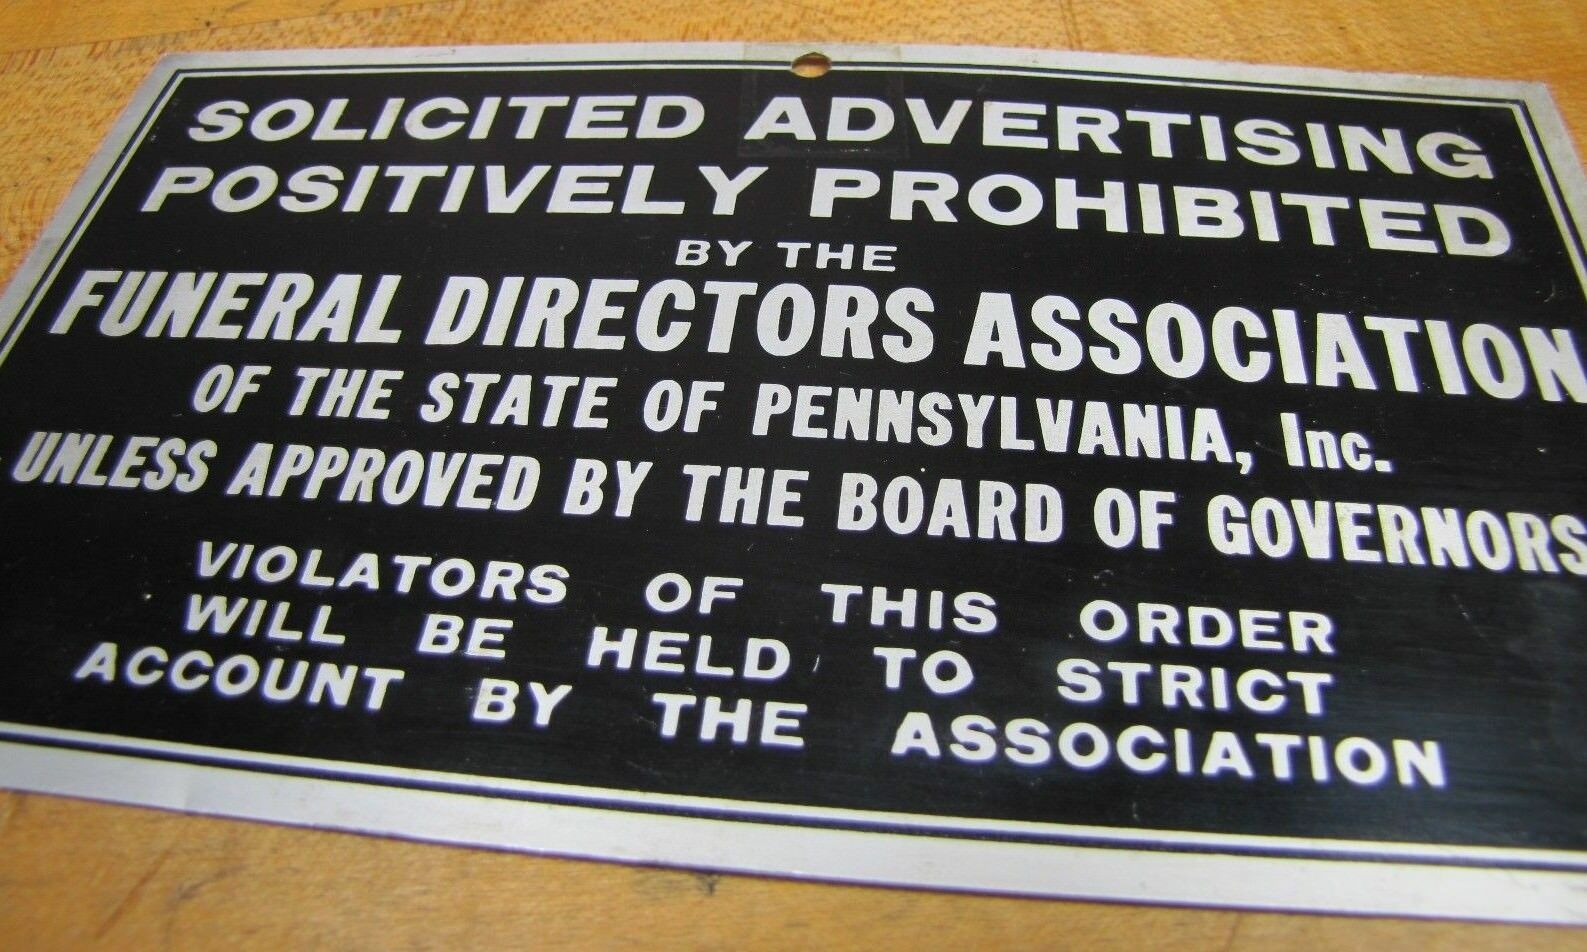 SOLICITED ADVERTISING
POSITIVELY PROHIBITED
BY THE
FUNERAL DIRECTORS ASSOCIATION
OF THE STATE OF PENNSYLVANIA, Inc.
UNLESS APPROVED BY THE BOARD OF GOVERNORS
VIOLATORS OF THIS ORDER
WILL BE HELD TO STRICT
ACCOUNT BY THE ASSOCIATION